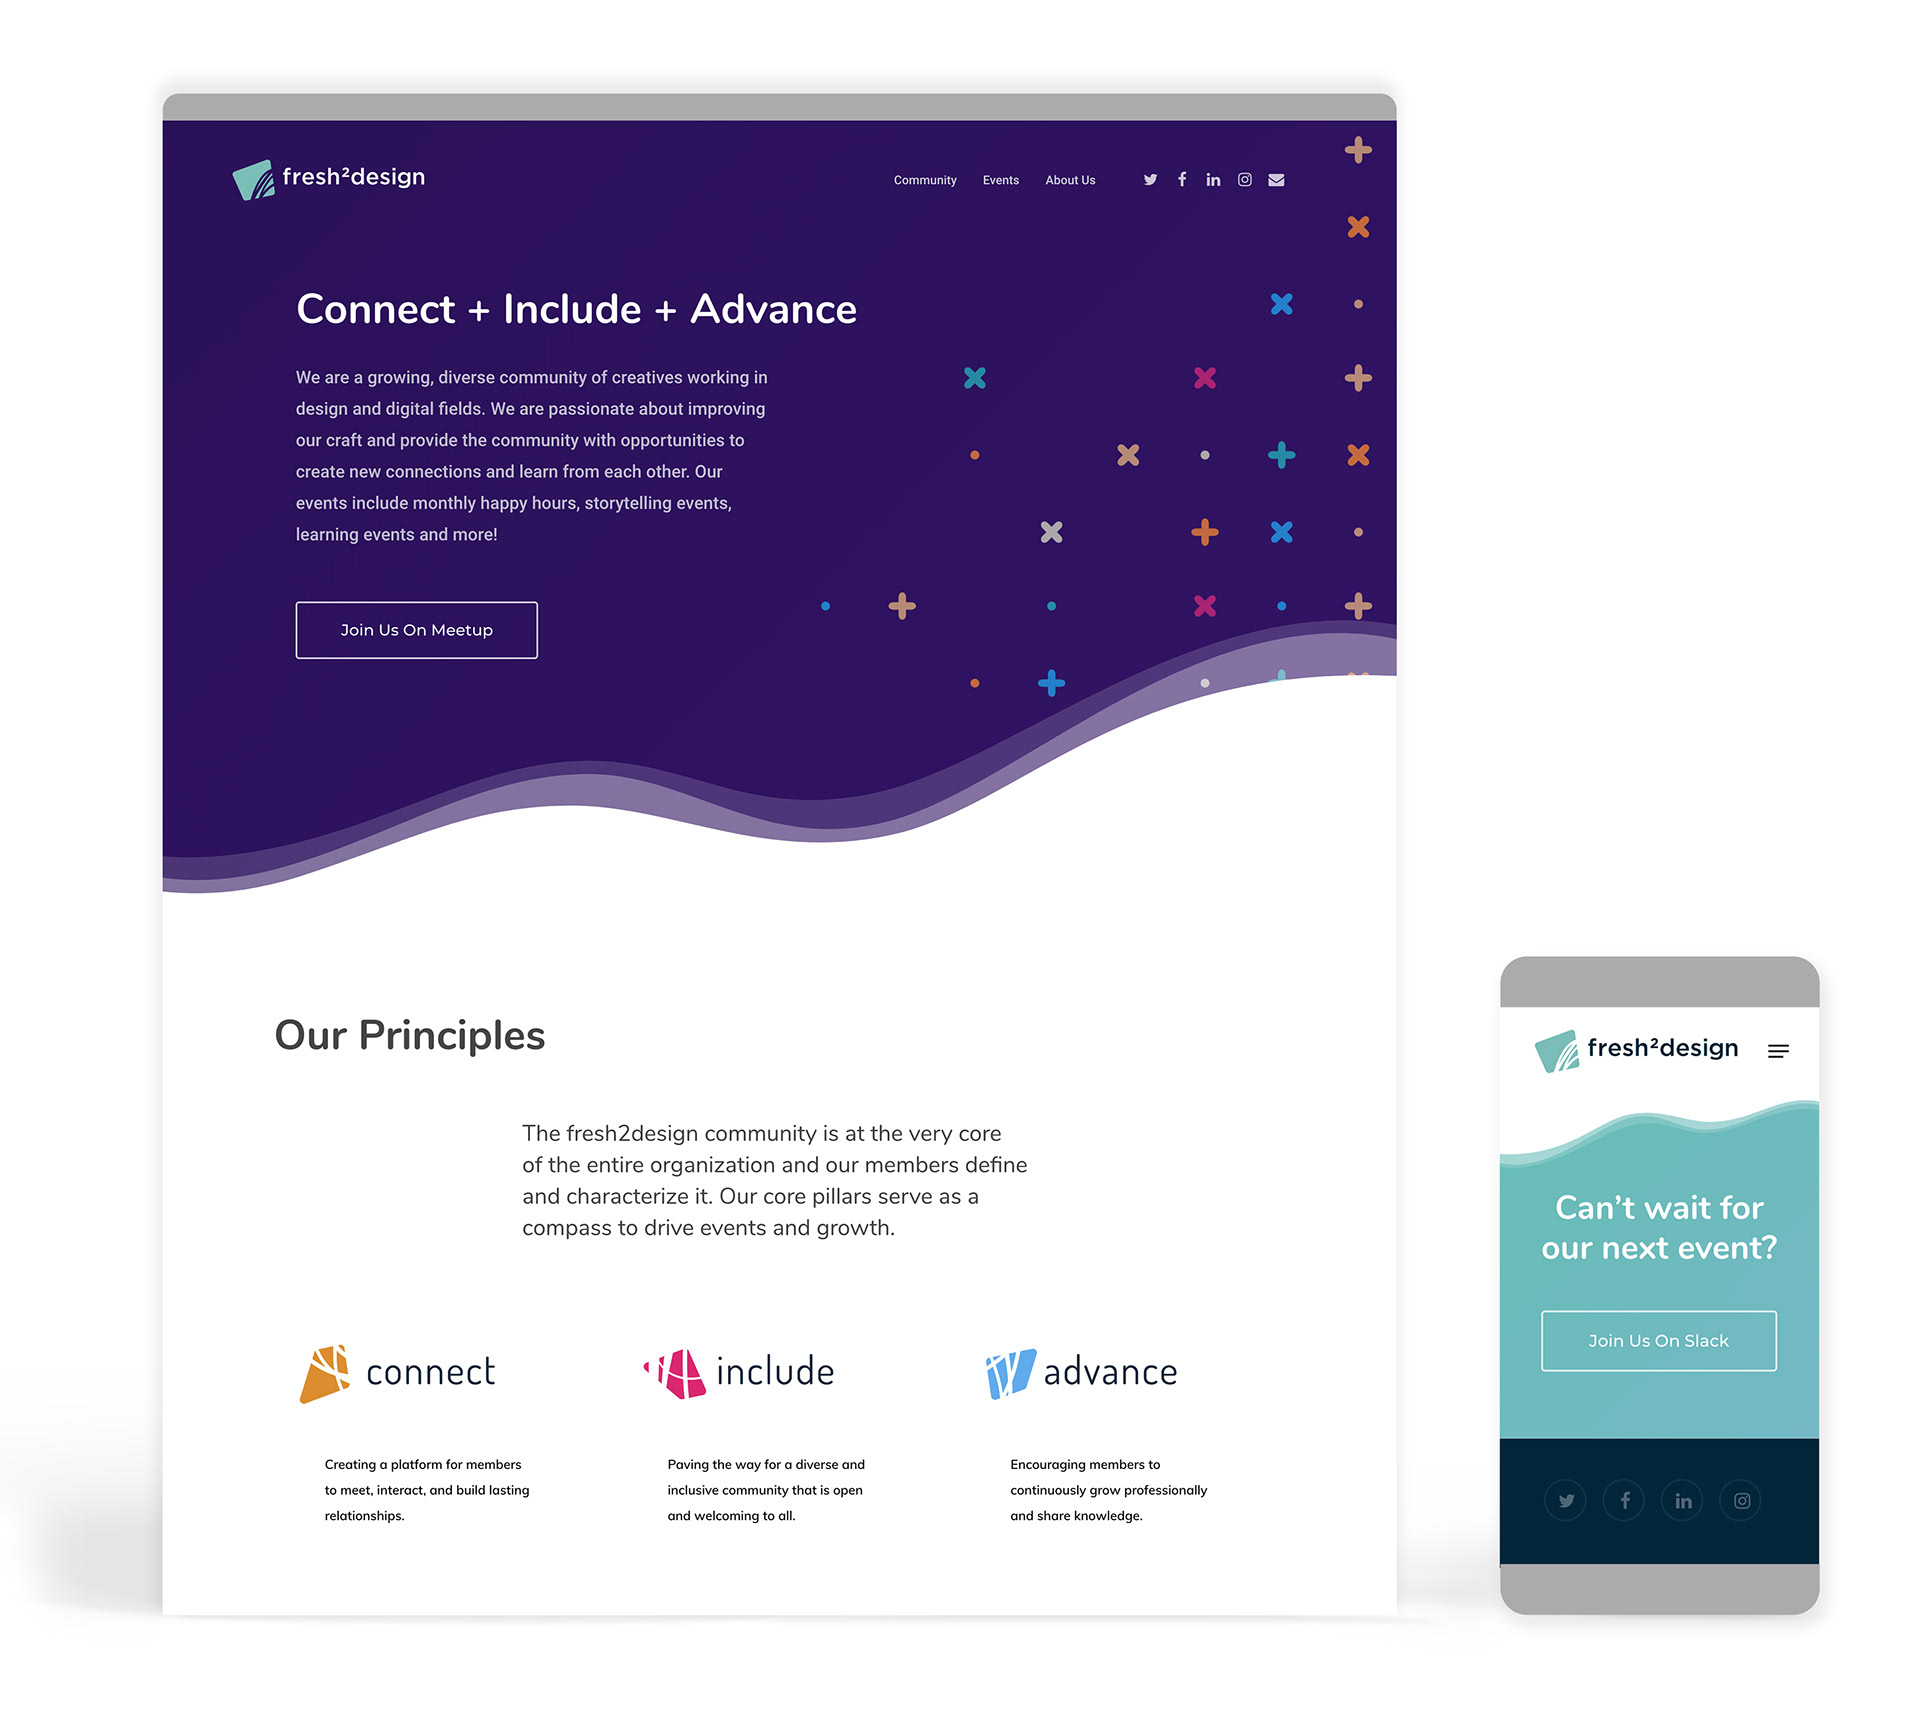 fresh²design
Community Events About Us
Connect + Include + Advance
We are a growing, diverse community of creatives working in
design and digital fields. We are passionate about improving
our craft and provide the community with opportunities to
create new connections and learn from each other. Our
events include monthly happy hours, storytelling events,
learning events and more!
Join Us On Meetup
Our Principles
The fresh2design community is at the very core
of the entire organization and our members define
and characterize it. Our core pillars serve as a
compass to drive events and growth.
connect
Creating a platform for members
to meet, interact, and build lasting
relationships.
include
Paving the way for a diverse and
inclusive community that is open
and welcoming to all.
advance
Encouraging members to
continuously grow professionally
and share knowledge.
fresh²design
Can't wait for
our next event?
Join Us On Slack